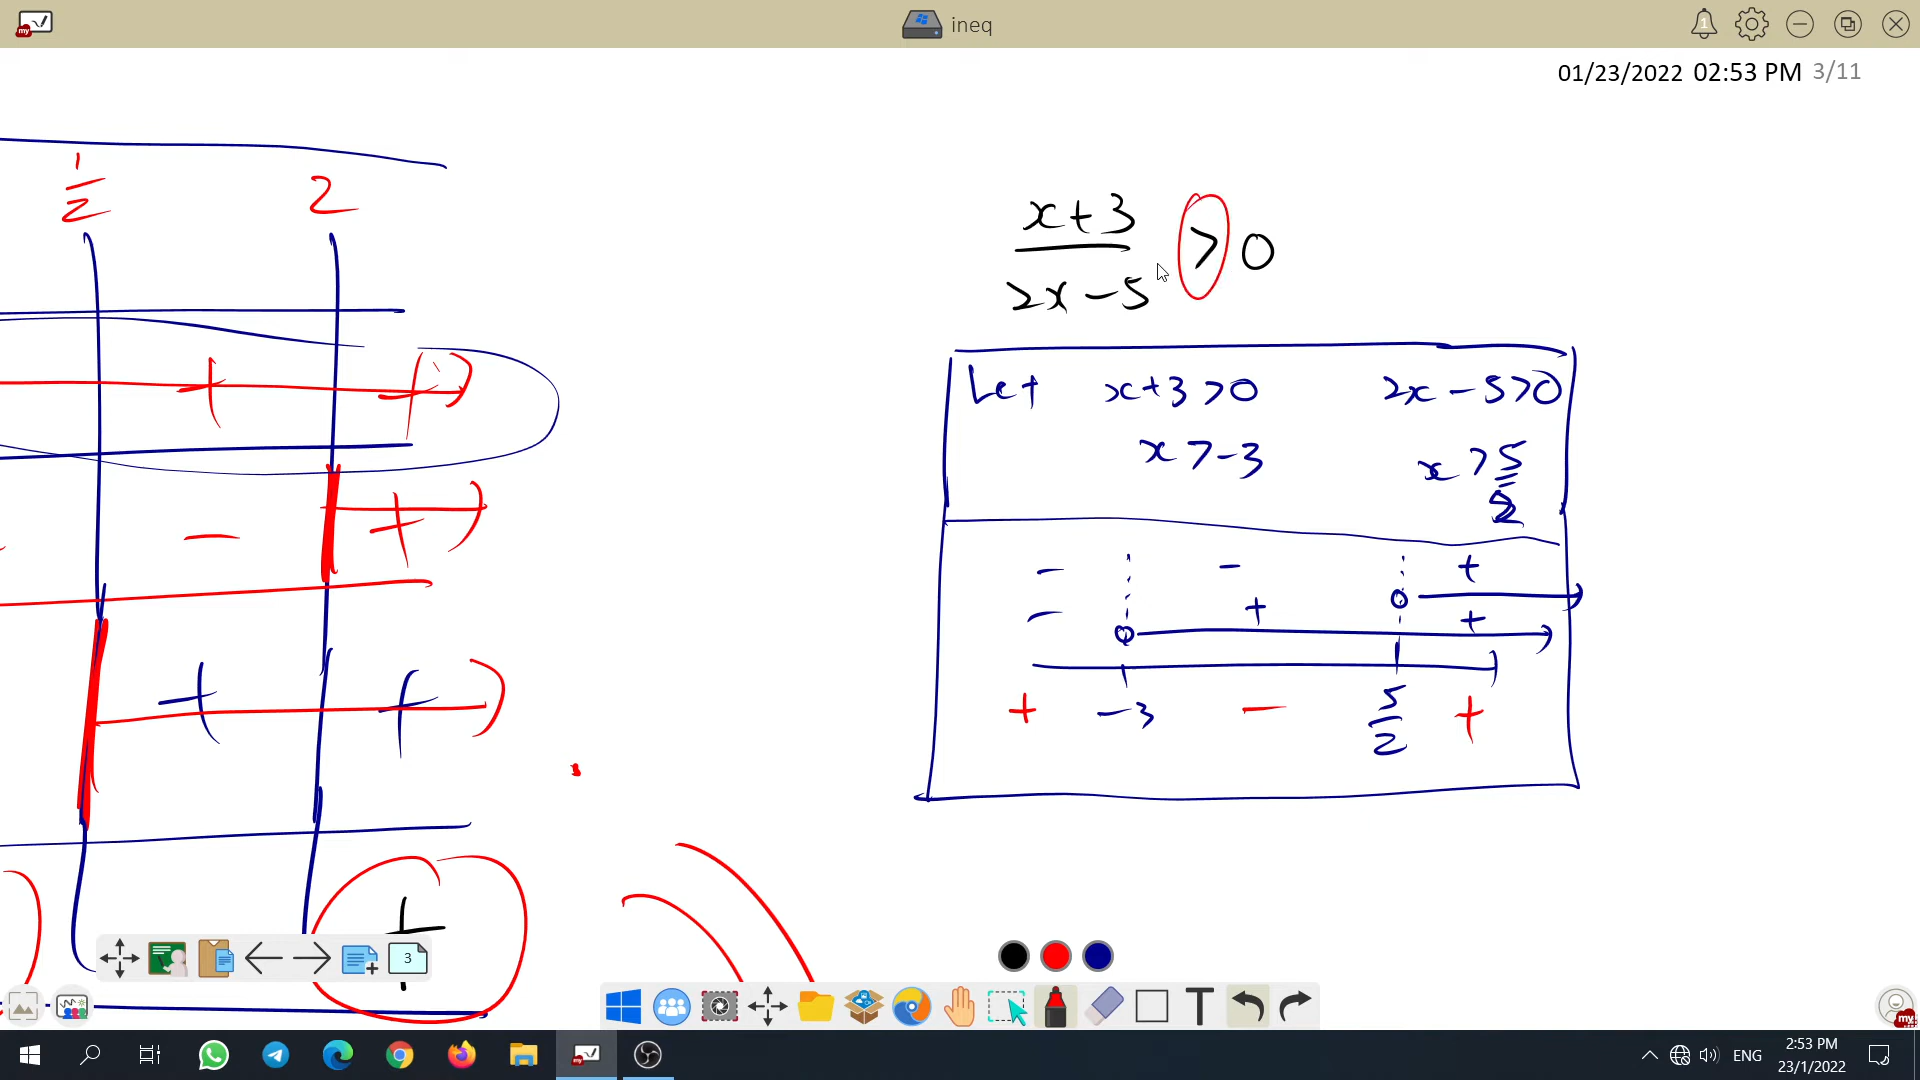 ineq
01/23/2022 02:53 PM 3/11
1/2 2
+ +
- +
+ +
+
(x+3)/(2x-5) > 0
Let x+3>0 2x-5>0
x>-3 x>5/2
- - +
- + +
+ -3 - 5/2 +
3
T
ENG
2:53 PM
23/1/2022